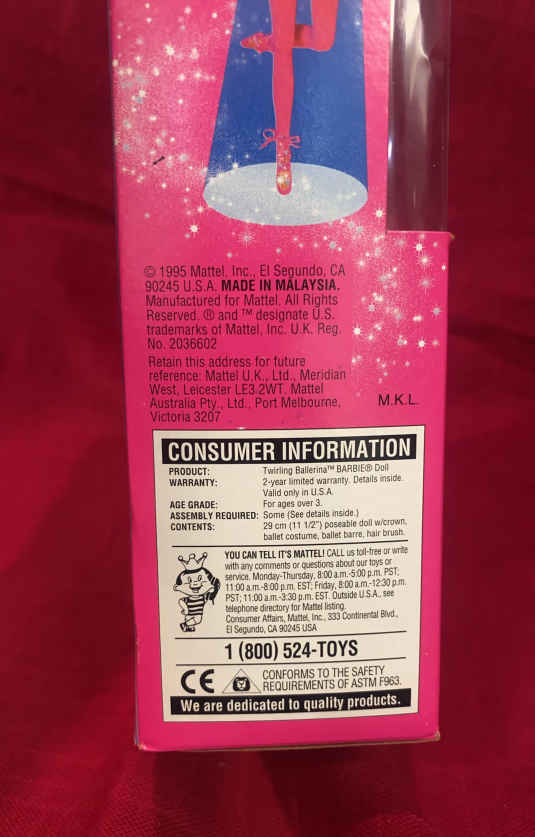 © 1995 Mattel, Inc., El Segundo, CA
90245 U.S.A. MADE IN MALAYSIA.
Manufactured for Mattel. All Rights
Reserved. ® and ™ designate U.S.
trademarks of Mattel, Inc. U.K. Reg.
No. 2036602
Retain this address for future
reference: Mattel U.K., Ltd., Meridian
West, Leicester LE3 2WT. Mattel
Australia Pty., Ltd., Port Melbourne,
Victoria 3207
M.K.L.
CONSUMER INFORMATION
PRODUCT: Twirling Ballerina™ BARBIE® Doll
WARRANTY: 2-year limited warranty. Details inside.
Valid only in U.S.A.
AGE GRADE: For ages over 3.
ASSEMBLY REQUIRED: Some (See details inside.)
CONTENTS: 29 cm (11 1/2") poseable doll w/crown,
ballet costume, ballet barre, hair brush.
YOU CAN TELL IT'S MATTEL! CALL us toll-free or write
with any comments or questions about our toys or
service. Monday-Thursday, 8:00 a.m.-5:00 p.m. PST;
11:00 a.m.-8:00 p.m. EST; Friday, 8:00 a.m.-12:30 p.m.
PST; 11:00 a.m.-3:30 p.m. EST. Outside U.S.A., see
telephone directory for Mattel listing.
Consumer Affairs, Mattel, Inc., 333 Continental Blvd.,
El Segundo, CA 90245 USA
1 (800) 524-TOYS
CE
CONFORMS TO THE SAFETY
REQUIREMENTS OF ASTM F963.
We are dedicated to quality products.